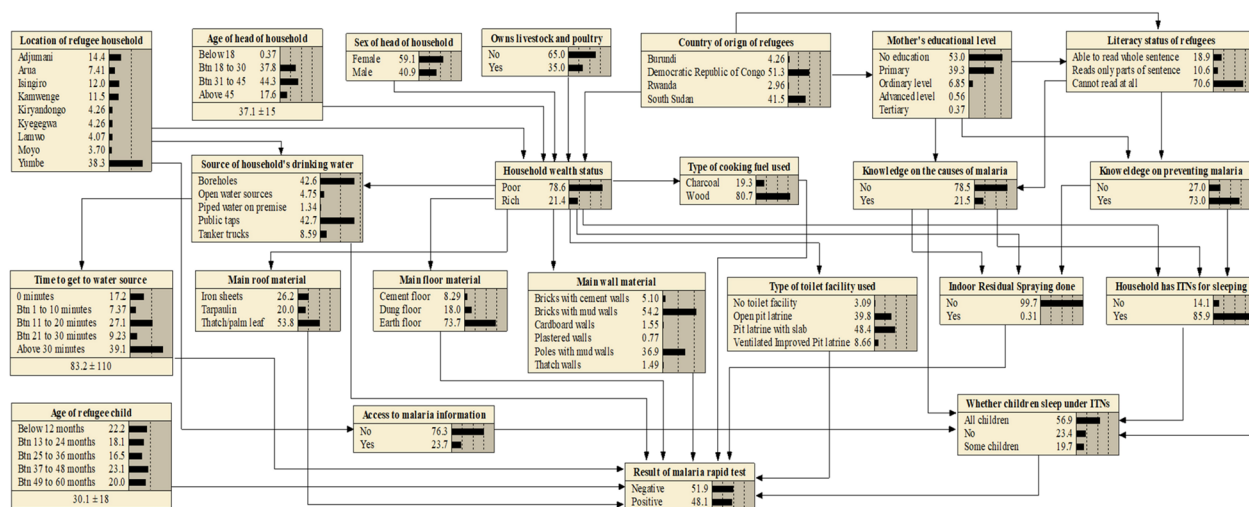 Location of refugee household
Adjumani 14.4
Arua 7.41
Isingiro 12.0
Kamwenge 11.5
Kiryandongo 4.26
Kyegegwa 4.26
Lamwo 4.07
Moyo 3.70
Yumbe 38.3
Age of head of household
Below 18 0.37
Btn 18 to 30 37.8
Btn 31 to 45 44.3
Above 45 17.6
37.1 ± 15
Sex of head of household
Female 59.1
Male 40.9
Owns livestock and poultry
No 65.0
Yes 35.0
Country of orign of refugees
Burundi 4.26
Democratic Republic of Congo 51.3
Rwanda 2.96
South Sudan 41.5
Mother's educational level
No education 53.0
Primary 39.3
Ordinary level 6.85
Advanced level 0.56
Tertiary 0.37
Literacy status of refugees
Able to read whole sentence 18.9
Reads only parts of sentence 10.6
Cannot read at all 70.6
Source of household's drinking water
Boreholes 42.6
Open water sources 4.75
Piped water on premise 1.34
Public taps 42.7
Tanker trucks 8.59
Household wealth status
Poor 78.6
Rich 21.4
Type of cooking fuel used
Charcoal 19.3
Wood 80.7
Knowledge on the causes of malaria
No 78.5
Yes 21.5
Knoweldege on preventing malaria
No 27.0
Yes 73.0
Time to get to water source
0 minutes 17.2
Btn 1 to 10 minutes 7.37
Btn 11 to 20 minutes 27.1
Btn 21 to 30 minutes 9.23
Above 30 minutes 39.1
83.2 ± 110
Main roof material
Iron sheets 26.2
Tarpaulin 20.0
Thatch/palm leaf 53.8
Main floor material
Cement floor 8.29
Dung floor 18.0
Earth floor 73.7
Main wall material
Bricks with cement walls 5.10
Bricks with mud walls 54.2
Cardboard walls 1.55
Plastered walls 0.77
Poles with mud walls 36.9
Thatch walls 1.49
Type of toilet facility used
No toilet facility 3.09
Open pit latrine 39.8
Pit latrine with slab 48.4
Ventilated Improved Pit latrine 8.66
Indoor Residual Spraying done
No 99.7
Yes 0.31
Household has ITNs for sleeping
No 14.1
Yes 85.9
Age of refugee child
Below 12 months 22.2
Btn 13 to 24 months 18.1
Btn 25 to 36 months 16.5
Btn 37 to 48 months 23.1
Btn 49 to 60 months 20.0
30.1 ± 18
Access to malaria information
No 76.3
Yes 23.7
Whether children sleep under ITNs
All children 56.9
No 23.4
Some children 19.7
Result of malaria rapid test
Negative 51.9
Positive 48.1